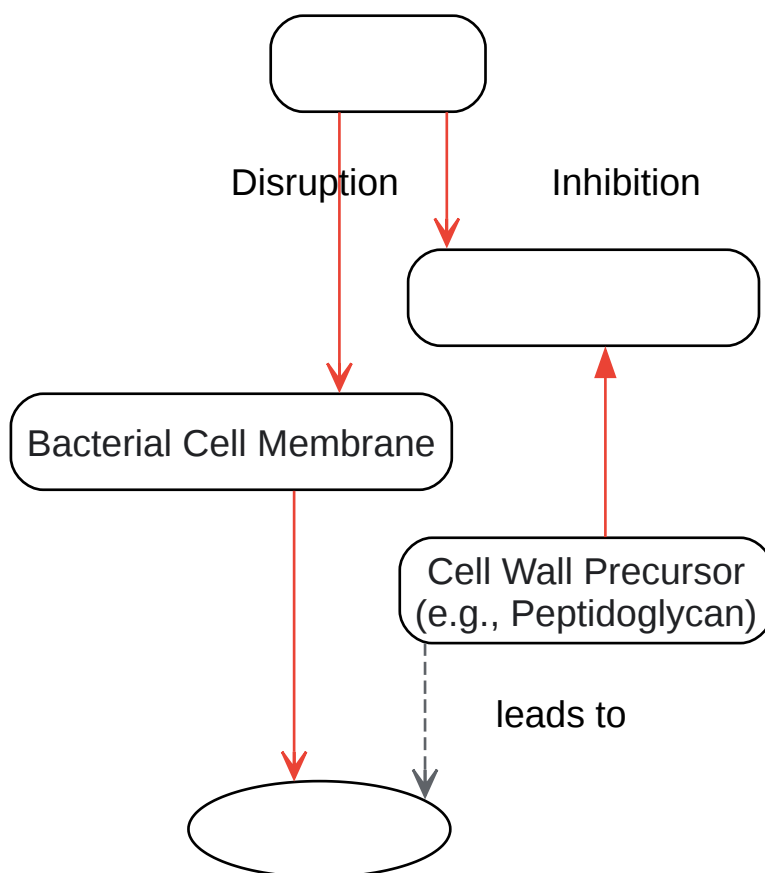 Disruption
Inhibition
Bacterial Cell Membrane
Cell Wall Precursor
(e.g., Peptidoglycan)
leads to